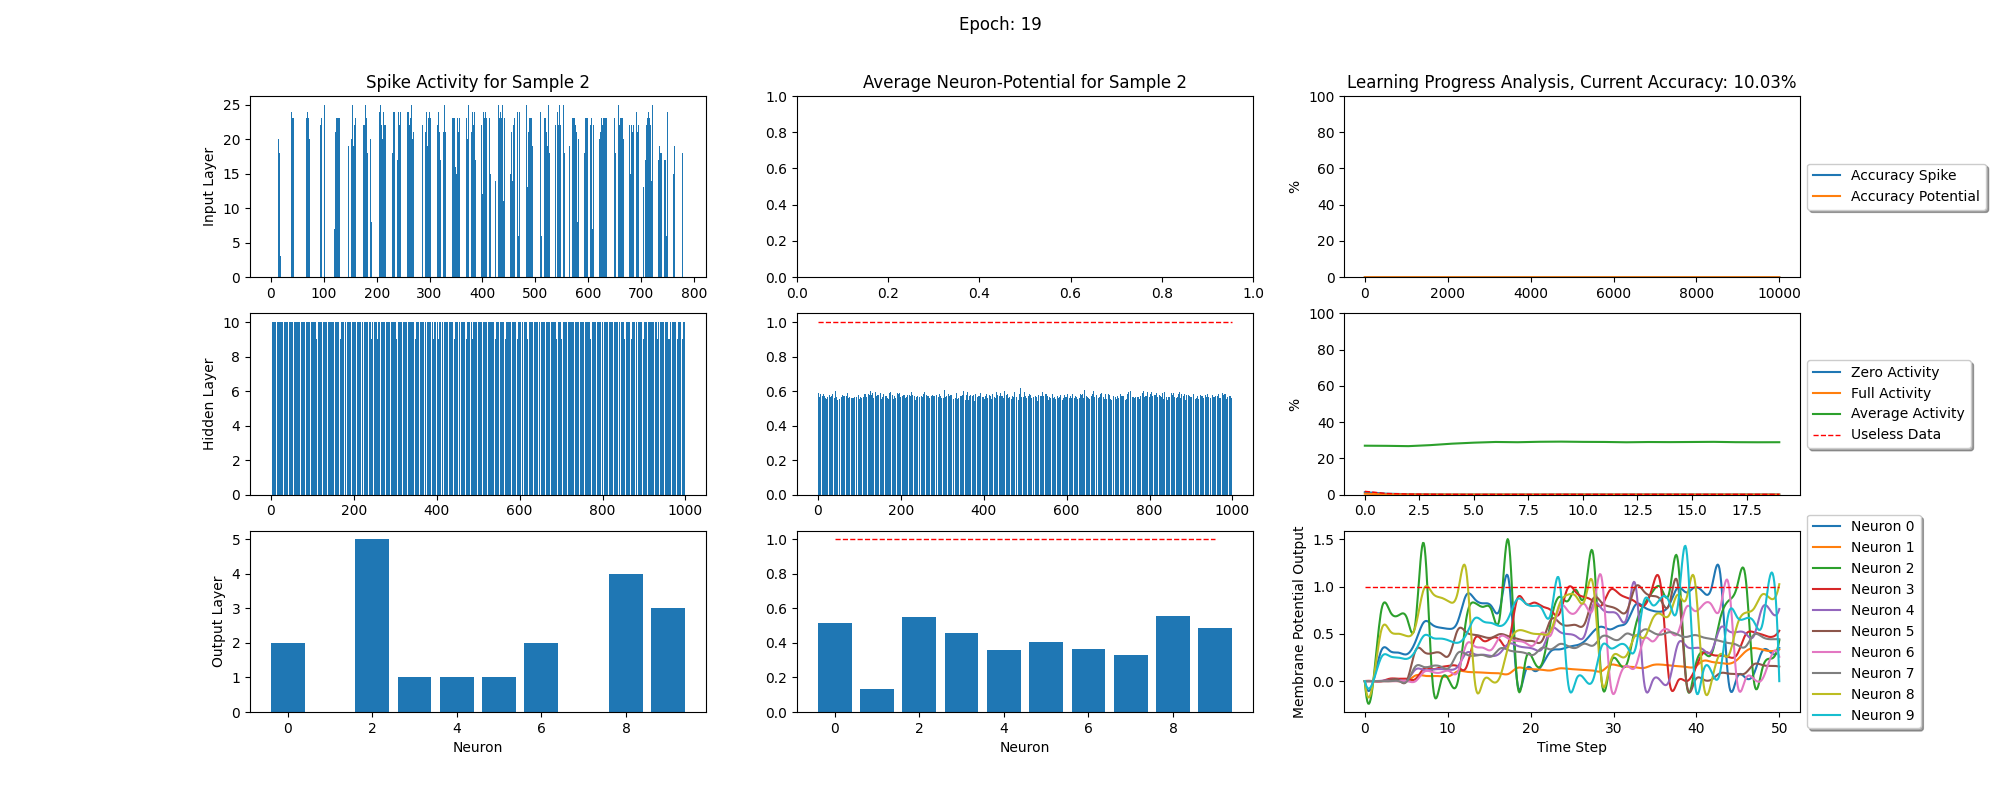 Epoch: 19
Spike Activity for Sample 2
Average Neuron-Potential for Sample 2
Learning Progress Analysis, Current Accuracy: 10.03%
Input Layer
25
20
15
10
5
0
0 100 200 300 400 500 600 700 800
1.0
0.8
0.6
0.4
0.2
0.0
0.0 0.2 0.4 0.6 0.8 1.0
%
100
80
60
40
20
0
0 2000 4000 6000 8000 10000
Accuracy Spike
Accuracy Potential
Hidden Layer
10
8
6
4
2
0
0 200 400 600 800 1000
1.0
0.8
0.6
0.4
0.2
0.0
0 200 400 600 800 1000
%
100
80
60
40
20
0
0.0 2.5 5.0 7.5 10.0 12.5 15.0 17.5
Zero Activity
Full Activity
Average Activity
Useless Data
Output Layer
5
4
3
2
1
0
0 2 4 6 8
Neuron
1.0
0.8
0.6
0.4
0.2
0.0
0 2 4 6 8
Neuron
Membrane Potential Output
1.5
1.0
0.5
0.0
0 10 20 30 40 50
Time Step
Neuron 0
Neuron 1
Neuron 2
Neuron 3
Neuron 4
Neuron 5
Neuron 6
Neuron 7
Neuron 8
Neuron 9